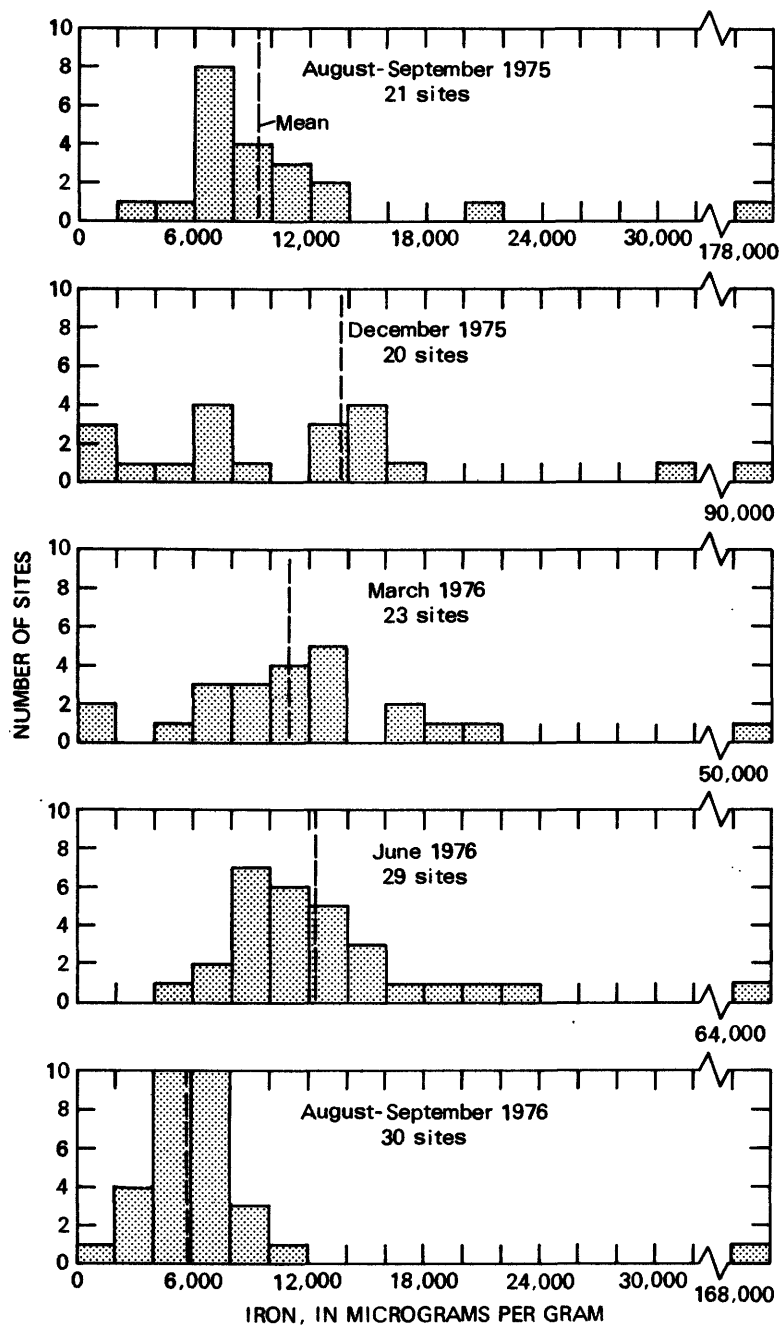 10
8
6
4
2
0
August-September 1975
21 sites
Mean
0 6,000 12,000 18,000 24,000 30,000 178,000
10
8
6
4
2
0
December 1975
20 sites
90,000
NUMBER OF SITES
10
8
6
4
2
0
March 1976
23 sites
50,000
10
8
6
4
2
0
June 1976
29 sites
64,000
10
8
6
4
2
0
August-September 1976
30 sites
0 6,000 12,000 18,000 24,000 30,000 168,000
IRON, IN MICROGRAMS PER GRAM